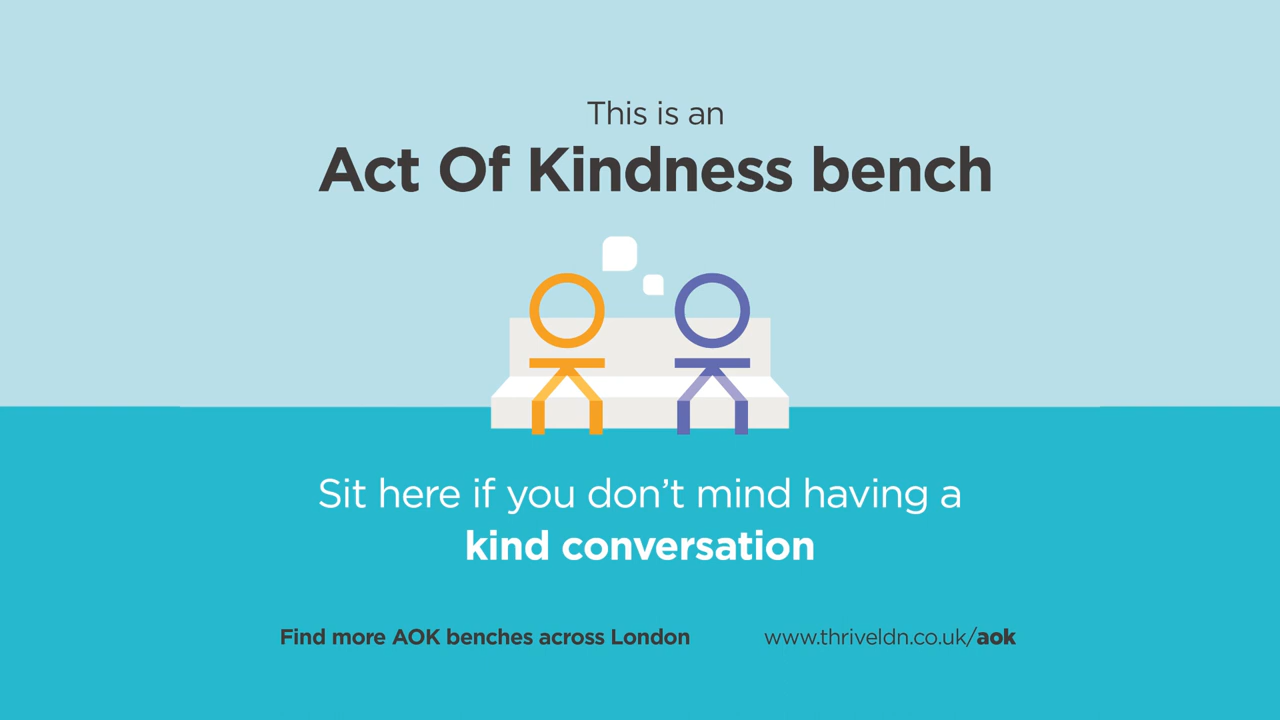 This is an
Act Of Kindness bench
Sit here if you don’t mind having a
kind conversation
Find more AOK benches across London
www.thriveldn.co.uk/aok